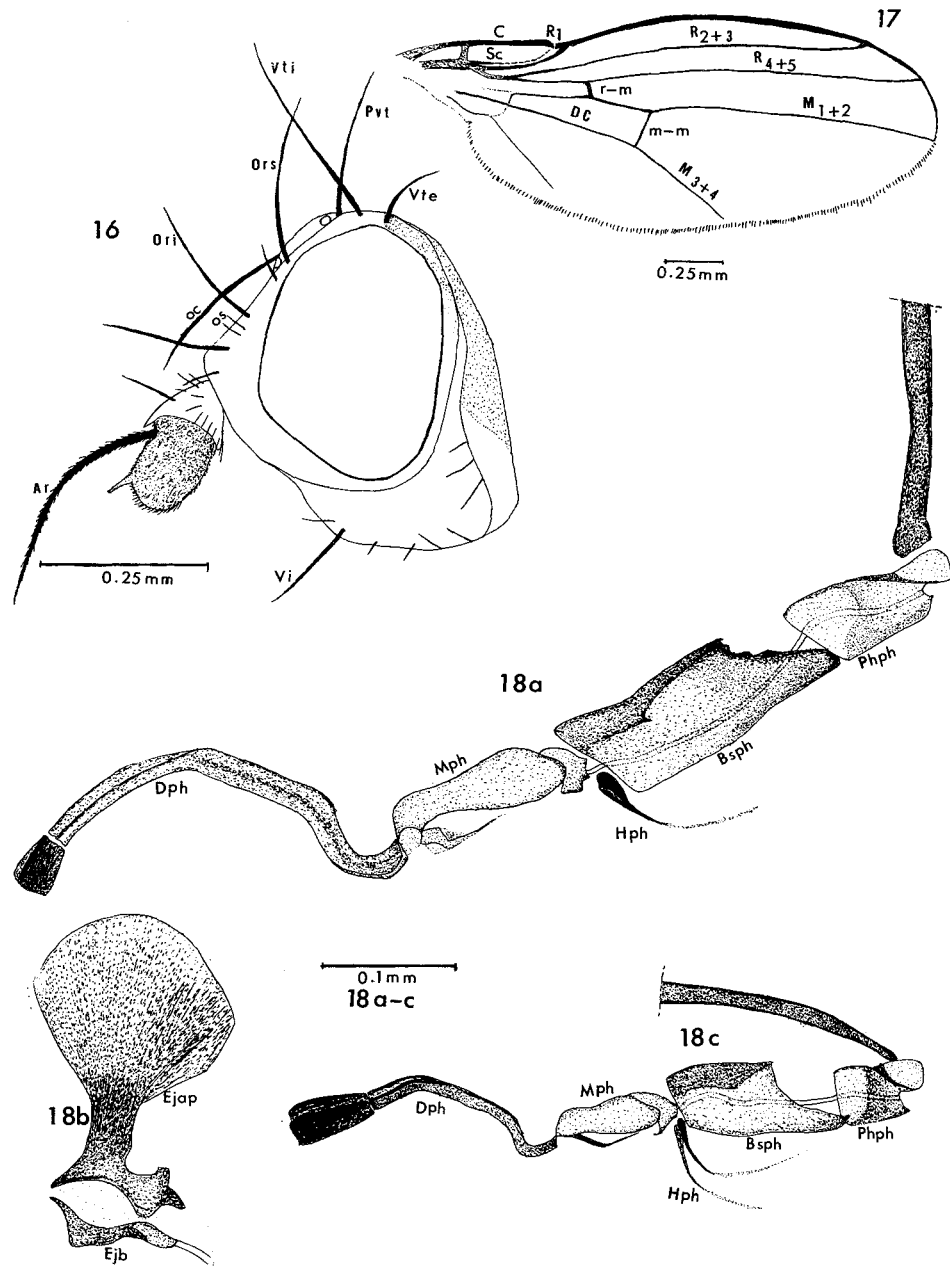 17
C
R1
R2+3
Sc
R4+5
r-m
DC
M1+2
m-m
M3+4
0.25mm
16
Vti
Pvt
Ors
Vte
Ori
oc
os
Ar
0.25mm
Vi
18a
Phph
Bsph
Mph
Dph
Hph
0.1mm
18a-c
18b
Ejap
Ejb
18c
Mph
Dph
Bsph
Phph
Hph